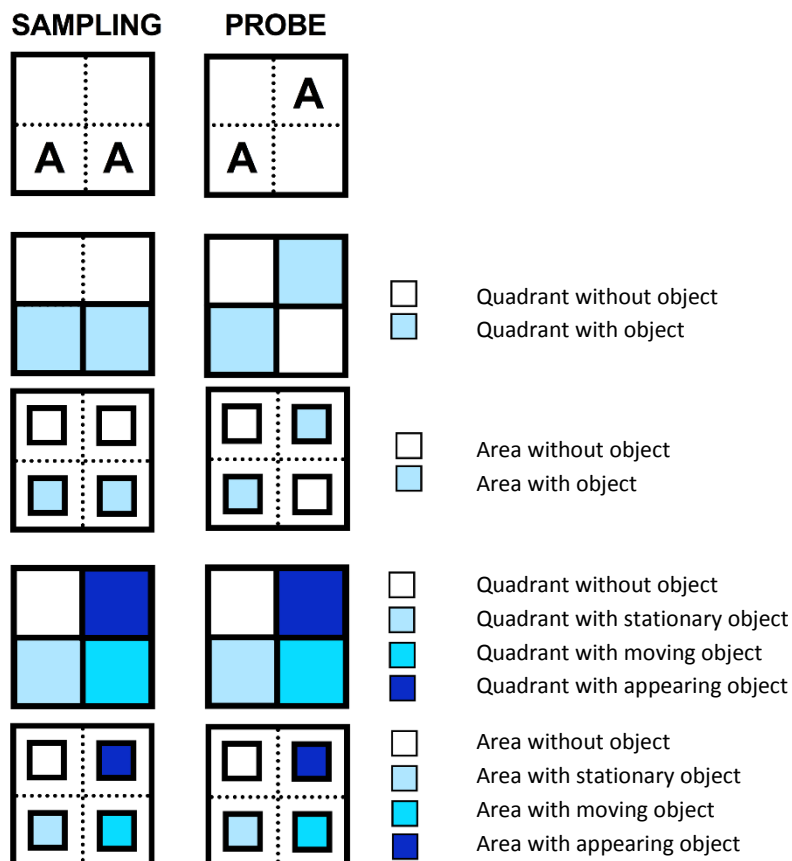 SAMPLING PROBE
A
A A A
Quadrant without object
Quadrant with object
Area without object
Area with object
Quadrant without object
Quadrant with stationary object
Quadrant with moving object
Quadrant with appearing object
Area without object
Area with stationary object
Area with moving object
Area with appearing object